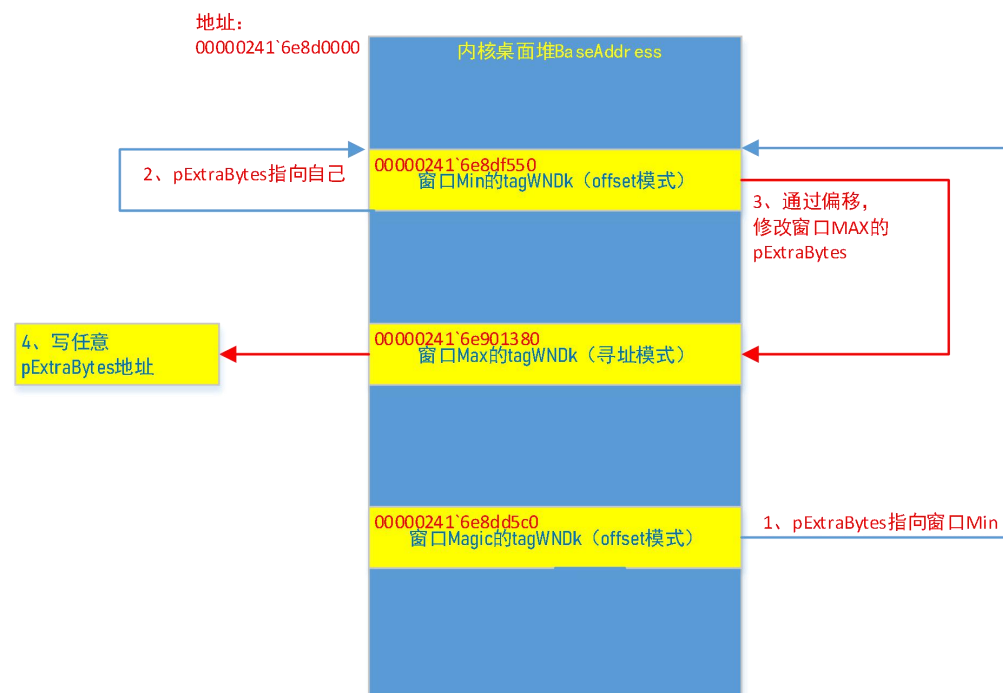 地址：
00000241`6e8d0000
内核桌面堆BaseAddress
2、pExtraBytes指向自己
00000241`6e8df550
窗口Min的tagWNDk（offset模式）
3、通过偏移，
修改窗口MAX的
pExtraBytes
4、写任意
pExtraBytes地址
00000241`6e901380
窗口Max的tagWNDk（寻址模式）
00000241`6e8dd5c0
窗口Magic的tagWNDk（offset模式）
1、pExtraBytes指向窗口Min